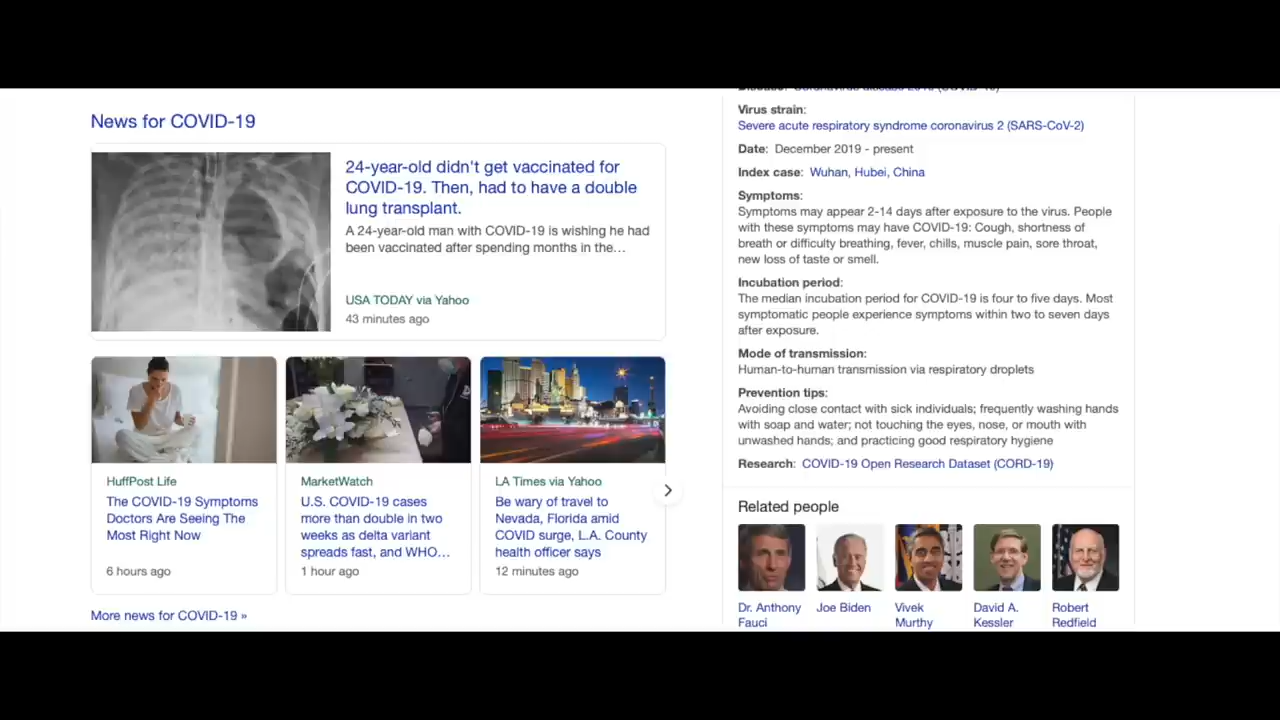 News for COVID-19
24-year-old didn't get vaccinated for
COVID-19. Then, had to have a double
lung transplant.
A 24-year-old man with COVID-19 is wishing he had
been vaccinated after spending months in the...
USA TODAY via Yahoo
43 minutes ago
HuffPost Life
The COVID-19 Symptoms
Doctors Are Seeing The
Most Right Now
6 hours ago
MarketWatch
U.S. COVID-19 cases
more than double in two
weeks as delta variant
spreads fast, and WHO...
1 hour ago
LA Times via Yahoo
Be wary of travel to
Nevada, Florida amid
COVID surge, L.A. County
health officer says
12 minutes ago
More news for COVID-19 »
Disease: Coronavirus disease 2019 (COVID-19)
Virus strain:
Severe acute respiratory syndrome coronavirus 2 (SARS-CoV-2)
Date: December 2019 - present
Index case: Wuhan, Hubei, China
Symptoms:
Symptoms may appear 2-14 days after exposure to the virus. People
with these symptoms may have COVID-19: Cough, shortness of
breath or difficulty breathing, fever, chills, muscle pain, sore throat,
new loss of taste or smell.
Incubation period:
The median incubation period for COVID-19 is four to five days. Most
symptomatic people experience symptoms within two to seven days
after exposure.
Mode of transmission:
Human-to-human transmission via respiratory droplets
Prevention tips:
Avoiding close contact with sick individuals; frequently washing hands
with soap and water; not touching the eyes, nose, or mouth with
unwashed hands; and practicing good respiratory hygiene
Research: COVID-19 Open Research Dataset (CORD-19)
Related people
Dr. Anthony
Fauci
Joe Biden
Vivek
Murthy
David A.
Kessler
Robert
Redfield